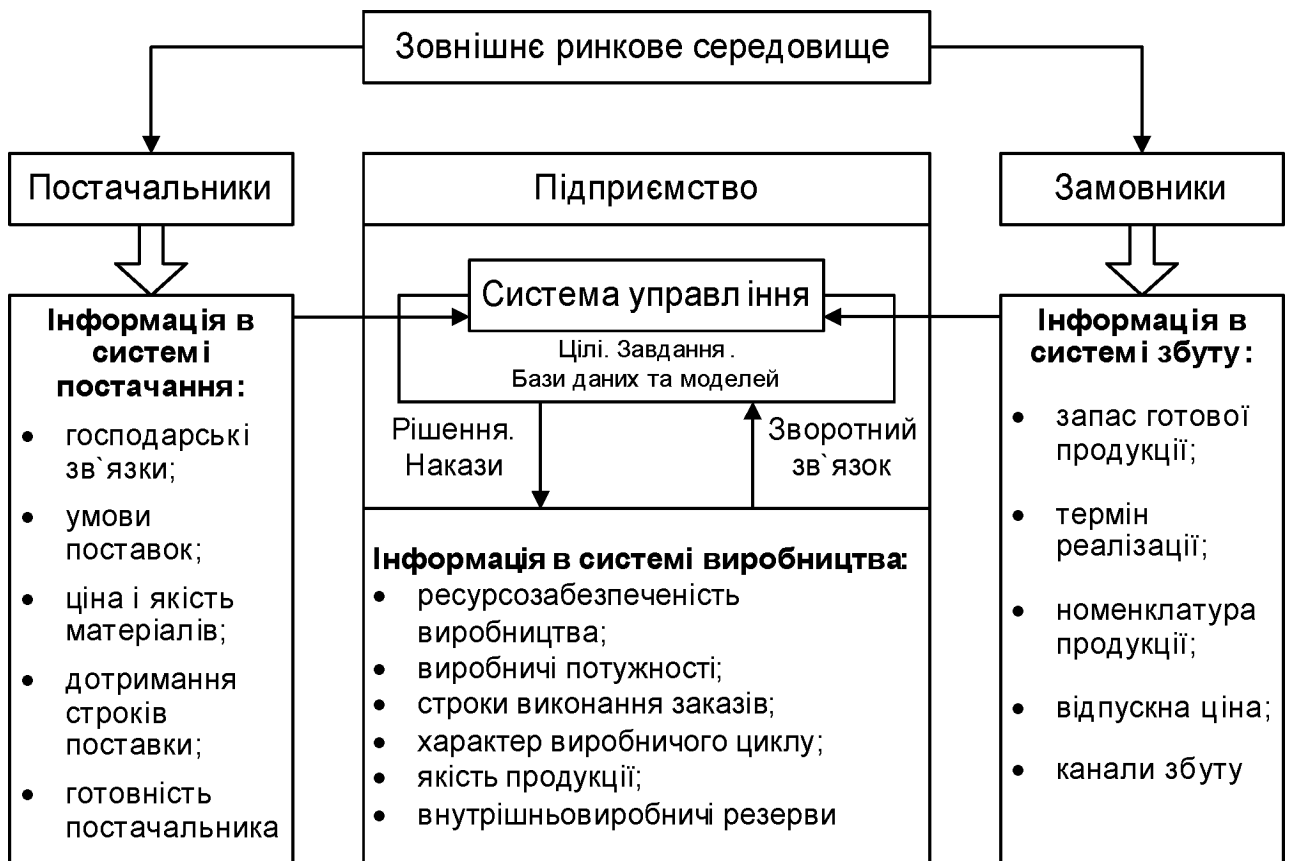 Зовнішнє ринкове середовище
Постачальники
Підприємство
Замовники
Інформація в
системі
постачання:
• господарські
зв`язки;
• умови
поставок;
• ціна і якість
матеріалів;
• дотримання
строків
поставки;
• готовність
постачальника
Система управління
Цілі. Завдання.
Бази даних та моделей
Рішення.
Накази
Зворотний
зв`язок
Інформація в системі виробництва:
• ресурсозабезпеченість
виробництва;
• виробничі потужності;
• строки виконання заказів;
• характер виробничого циклу;
• якість продукції;
• внутрішньовиробничі резерви
Інформація в
системі збуту:
• запас готової
продукції;
• термін
реалізації;
• номенклатура
продукції;
• відпускна ціна;
• канали збуту